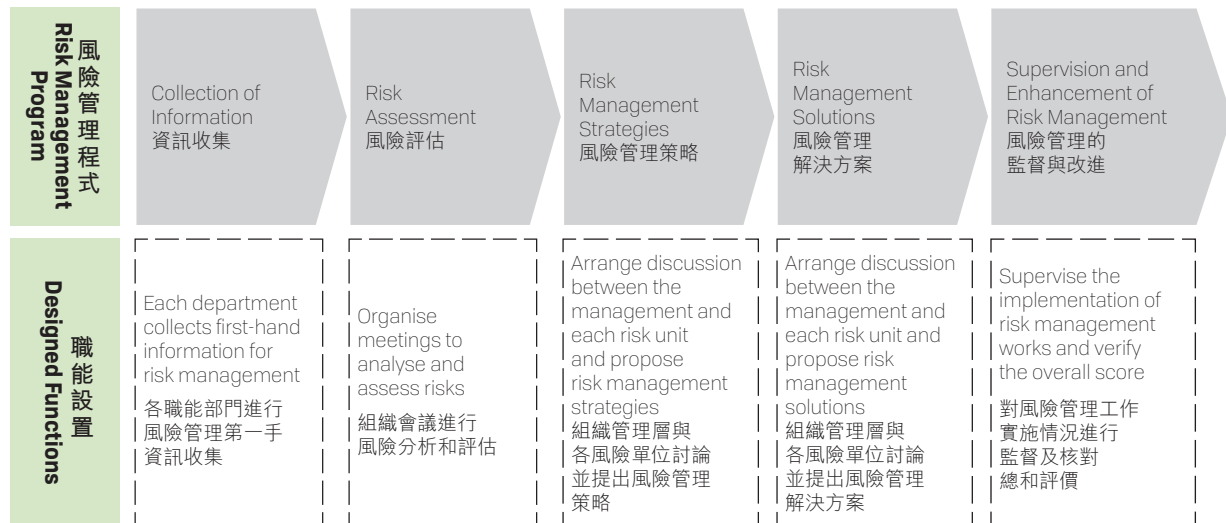 風險管理程式
Risk Management
Program
Collection of
Information
資訊收集
Risk
Assessment
風險評估
Risk
Management
Strategies
風險管理策略
Risk
Management
Solutions
風險管理
解決方案
Supervision and
Enhancement of
Risk Management
風險管理的
監督與改進
職能設置
Designed Functions
Each department
collects first-hand
information for
risk management
各職能部門進行
風險管理第一手
資訊收集
Organise
meetings to
analyse and
assess risks
組織會議進行
風險分析和評估
Arrange discussion
between the
management and
each risk unit
and propose
risk management
strategies
組織管理層與
各風險單位討論
並提出風險管理
策略
Arrange discussion
between the
management and
each risk unit and
propose risk
management
solutions
組織管理層與
各風險單位討論
並提出風險管理
解決方案
Supervise the
implementation of
risk management
works and verify
the overall score
對風險管理工作
實施情況進行
監督及核對
總和評價